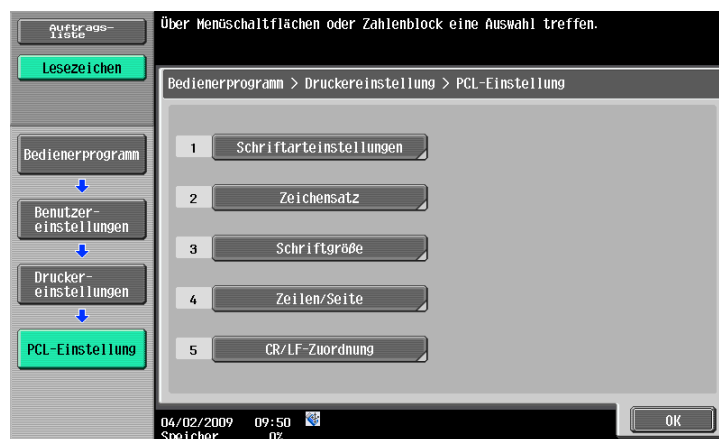 Auftrags-
liste
Lesezeichen
Über Menüschaltflächen oder Zahlenblock eine Auswahl treffen.
Bedienerprogramm > Druckereinstellung > PCL-Einstellung
Bedienerprogramm
Benutzer-
einstellungen
Drucker-
einstellungen
PCL-Einstellung
1 Schriftarteinstellungen
2 Zeichensatz
3 Schriftgröße
4 Zeilen/Seite
5 CR/LF-Zuordnung
04/02/2009 09:50
Speicher 0%
OK